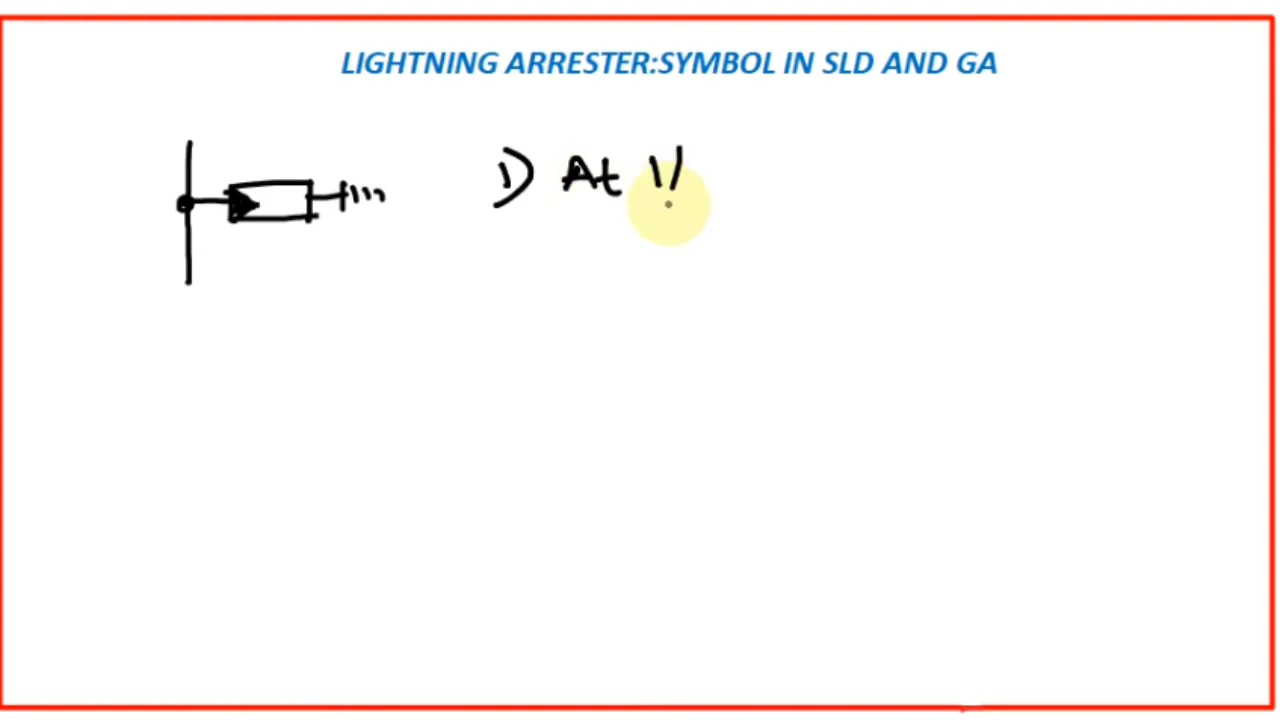 LIGHTNING ARRESTER:SYMBOL IN SLD AND GA
1) At